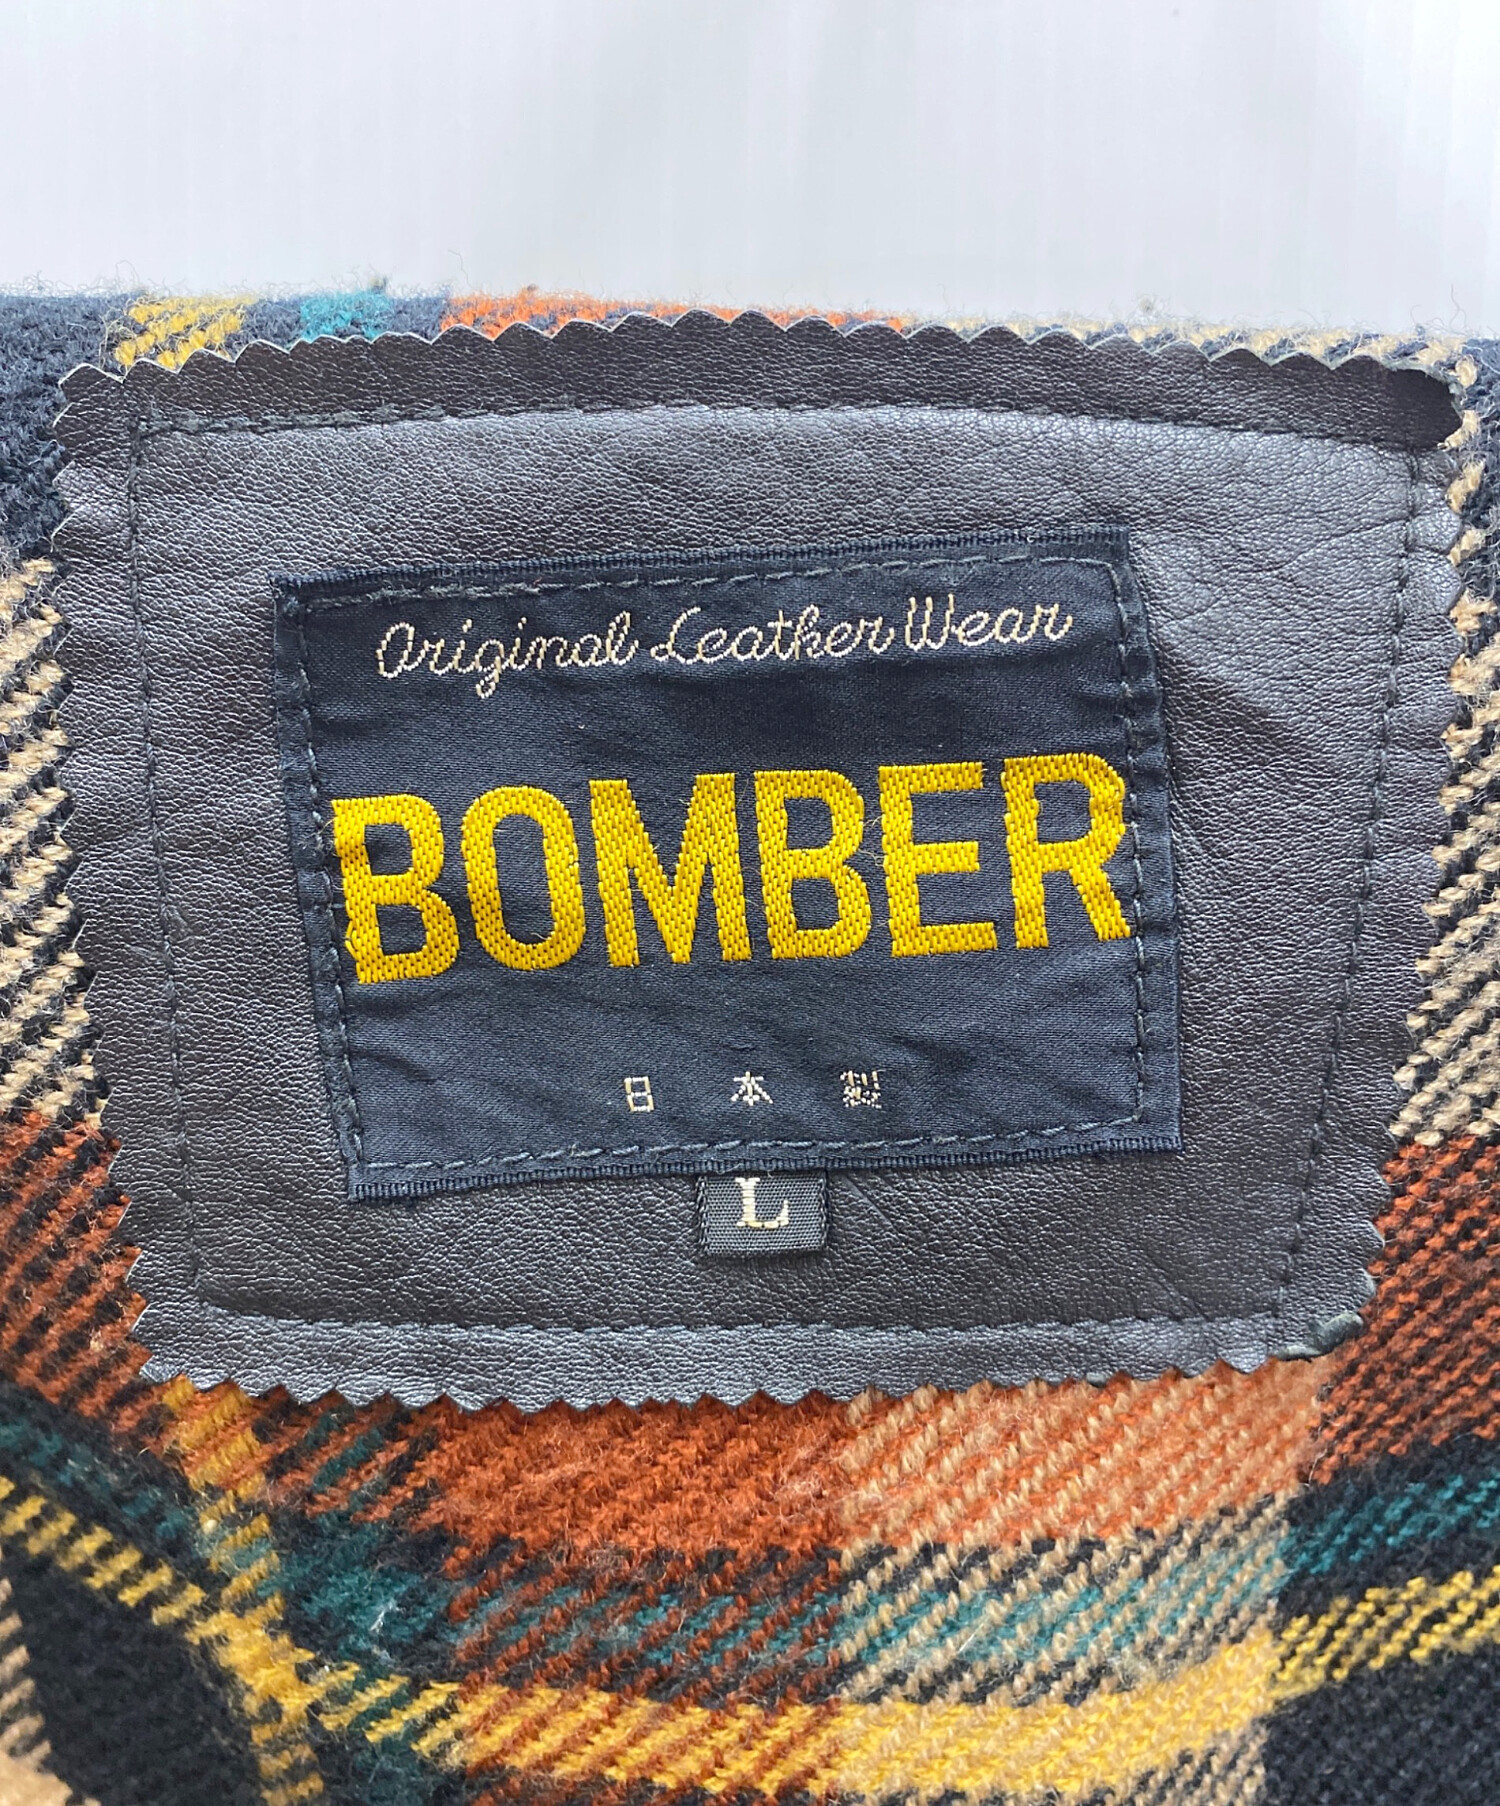 Original Leather Wear
BOMBER
日本製
L